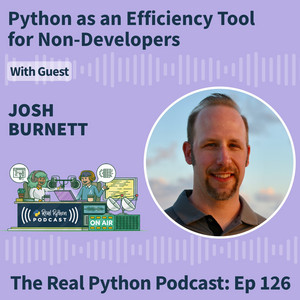 Python as an Efficiency Tool
for Non-Developers
With Guest
JOSH
BURNETT
Real Python
PODCAST
ON AIR
The Real Python Podcast: Ep 126